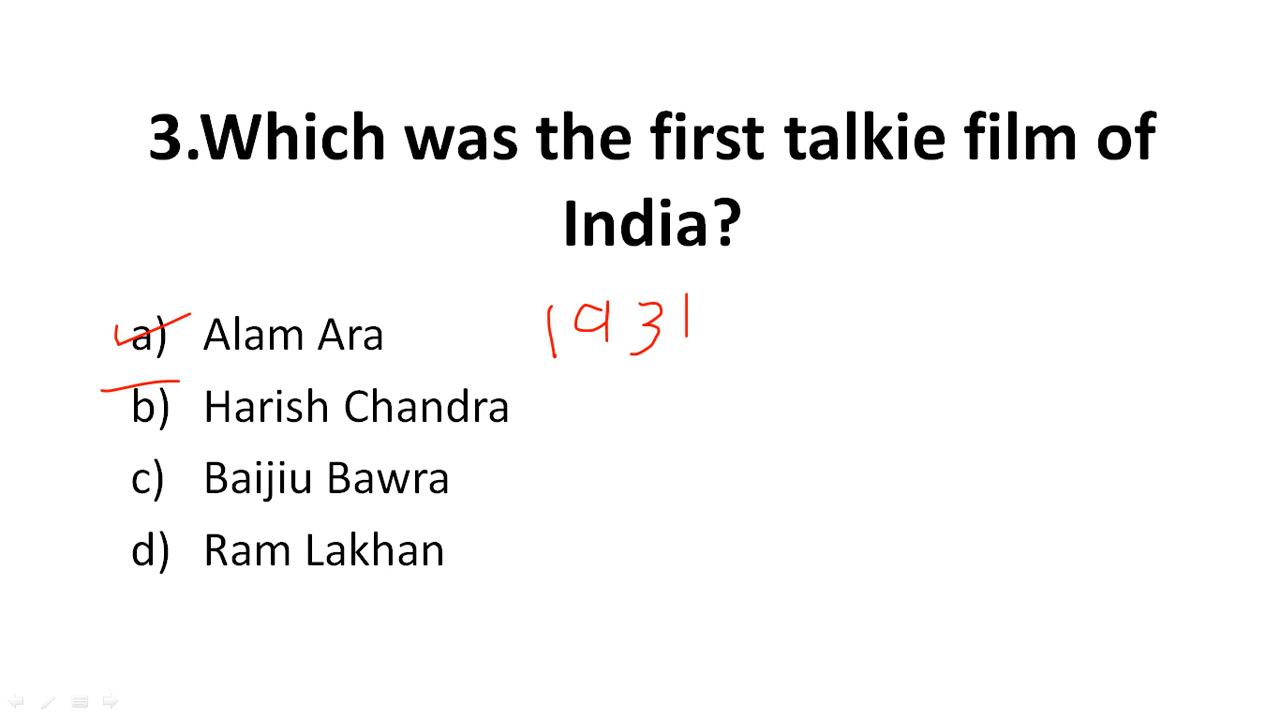 3.Which was the first talkie film of
India?
a) Alam Ara 1931
b) Harish Chandra
c) Baijiu Bawra
d) Ram Lakhan